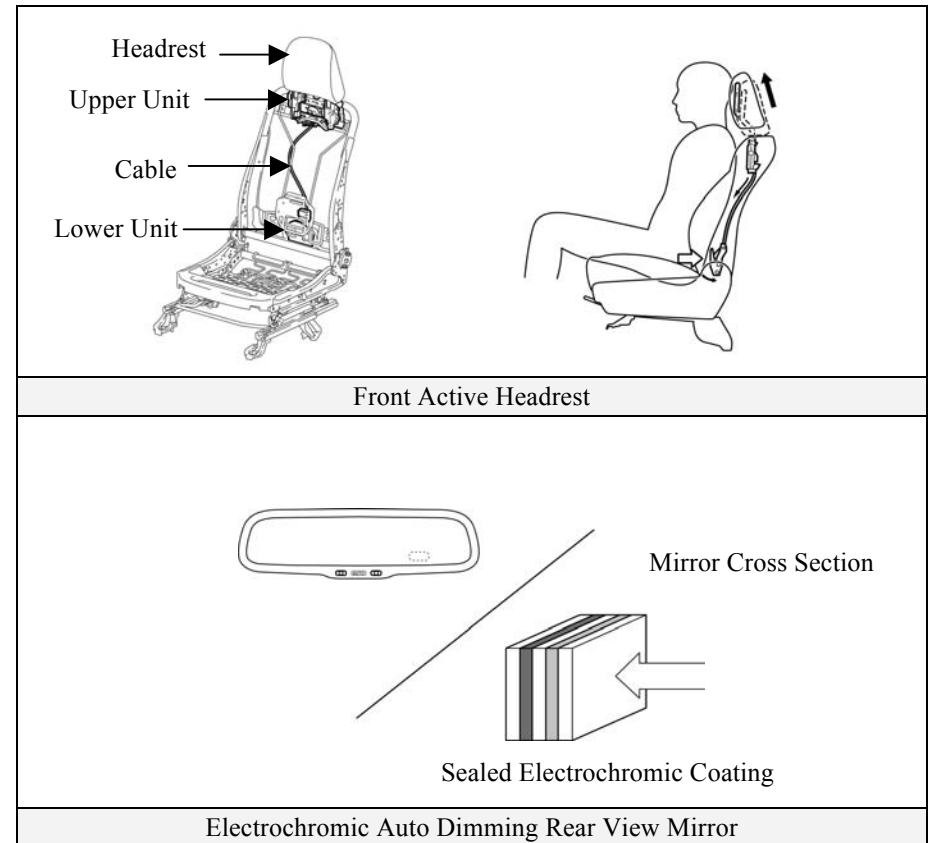 Headrest
Upper Unit
Cable
Lower Unit
Front Active Headrest
Mirror Cross Section
Sealed Electrochromic Coating
Electrochromic Auto Dimming Rear View Mirror